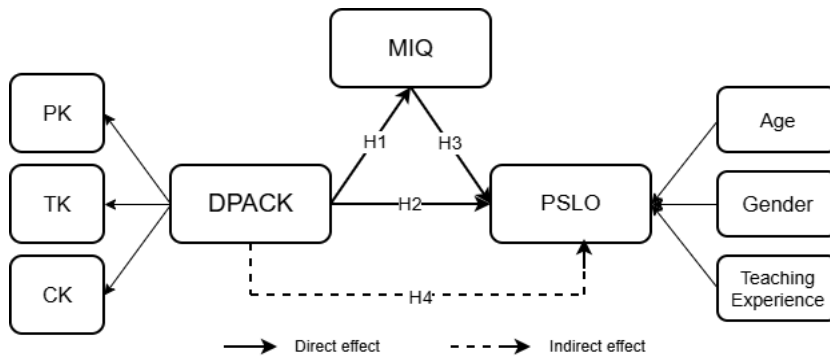 MIQ
PK
Age
H1
H3
TK
DPACK
H2
PSLO
Gender
CK
H4
Teaching
Experience
Direct effect
Indirect effect